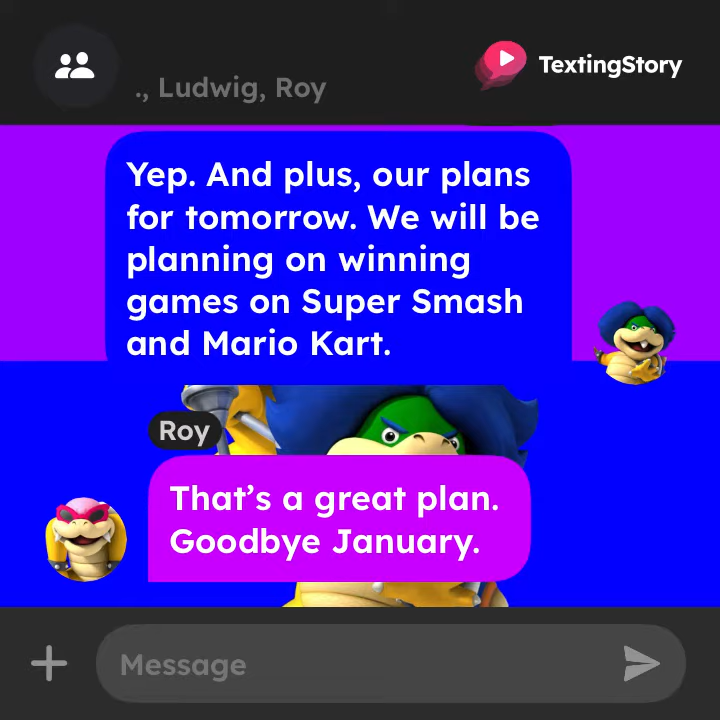 ., Ludwig, Roy
TextingStory
Yep. And plus, our plans
for tomorrow. We will be
planning on winning
games on Super Smash
and Mario Kart.
Roy
That’s a great plan.
Goodbye January.
Message